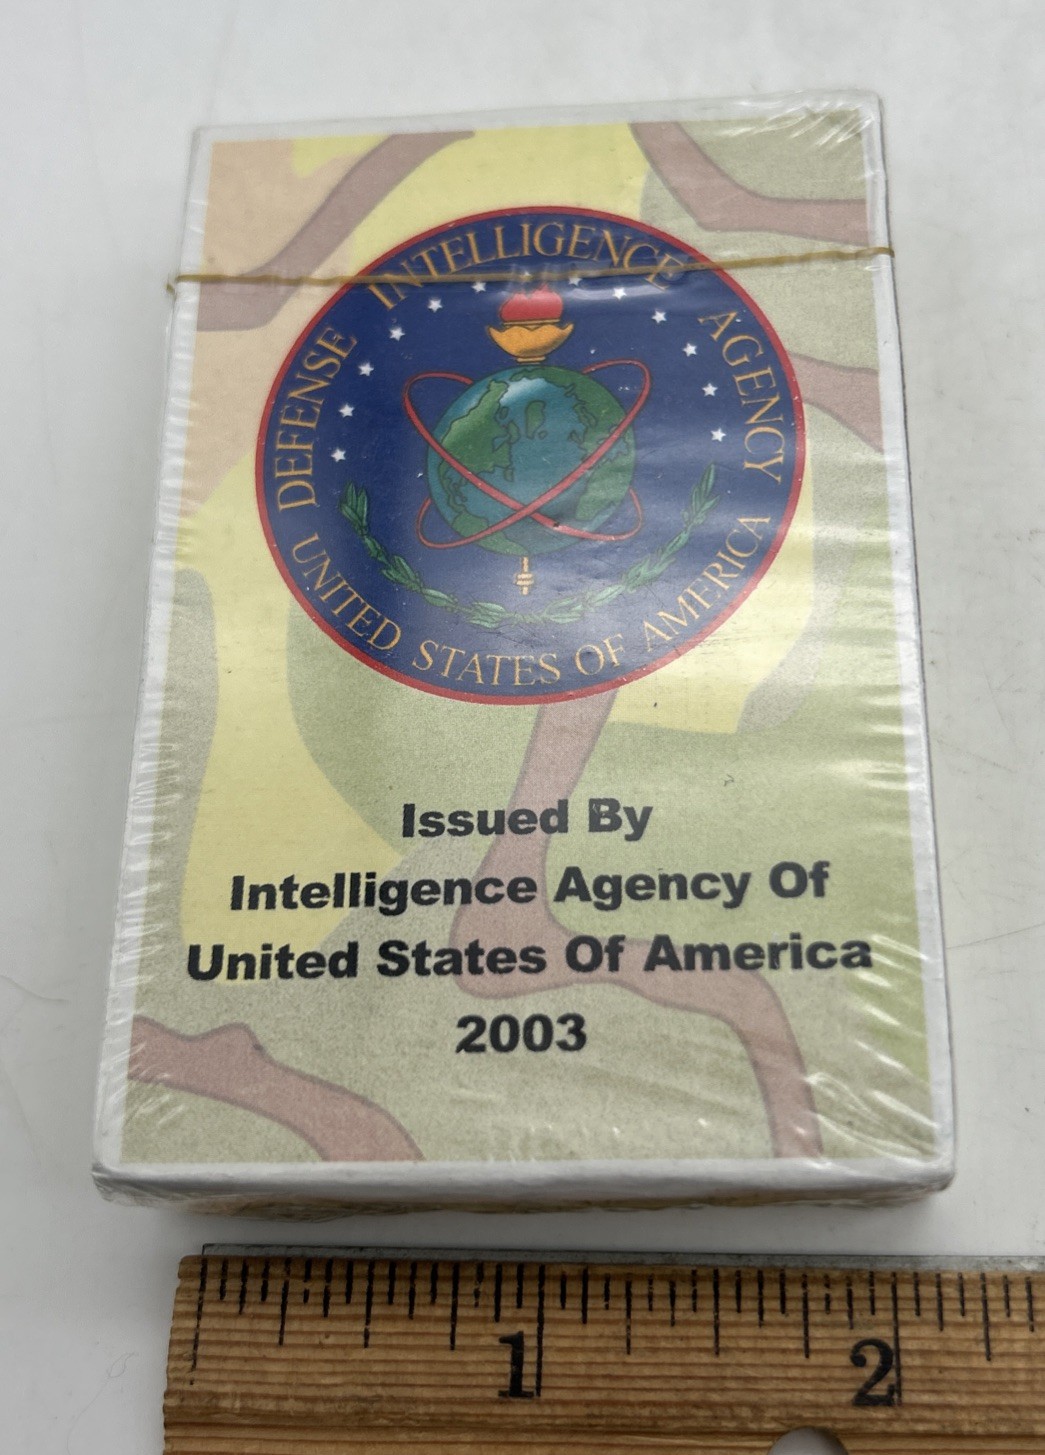 DEFENSE INTELLIGENCE AGENCY
UNITED STATES OF AMERICA
Issued By
Intelligence Agency Of
United States Of America
2003
1
2